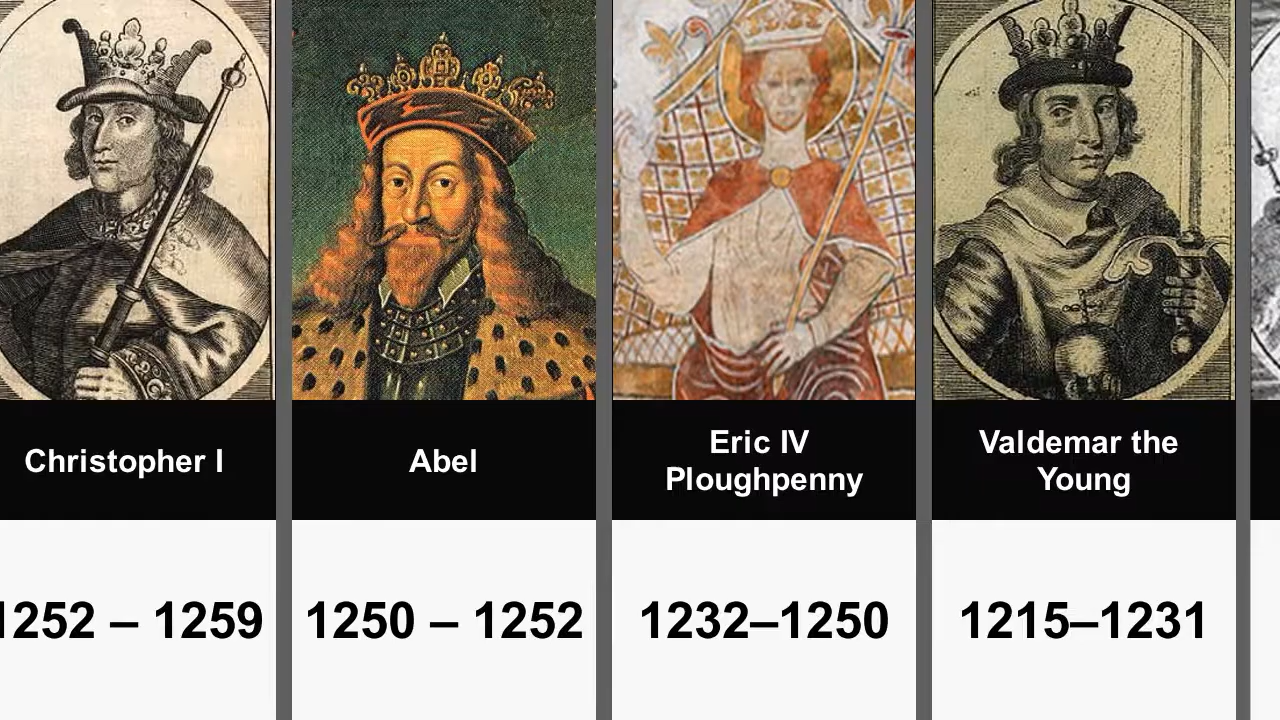 Christopher I
Abel
Eric IV
Ploughpenny
Valdemar the
Young
1252 – 1259
1250 – 1252
1232–1250
1215–1231